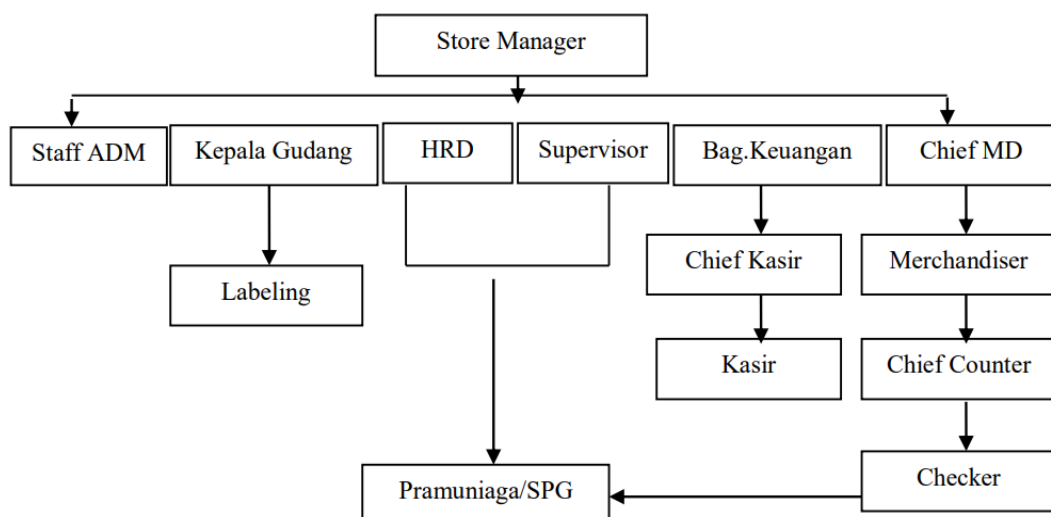 Store Manager
Staff ADM
Kepala Gudang
HRD
Supervisor
Bag.Keuangan
Chief MD
Chief Kasir
Merchandiser
Labeling
Kasir
Chief Counter
Pramuniaga/SPG
Checker